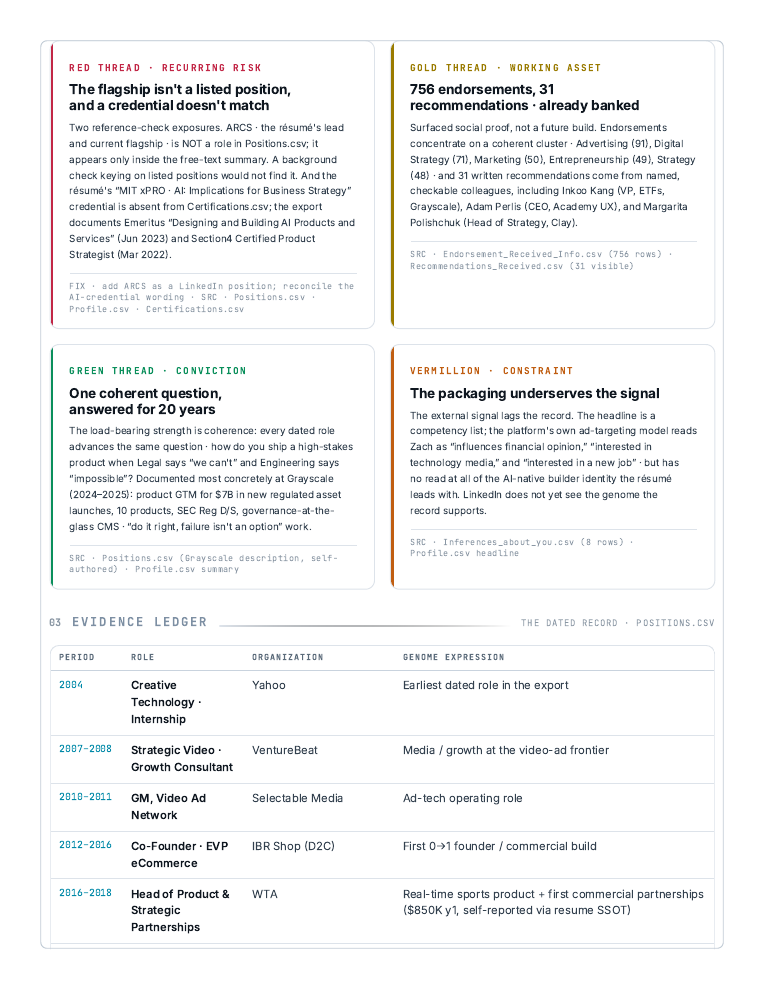 RED THREAD · RECURRING RISK
The flagship isn't a listed position,
and a credential doesn't match
Two reference-check exposures. ARCS · the résumé's lead
and current flagship · is NOT a role in Positions.csv; it
appears only inside the free-text summary. A background
check keying on listed positions would not find it. And the
résumé's "MIT xPRO · AI: Implications for Business Strategy"
credential is absent from Certifications.csv; the export
documents Emeritus "Designing and Building AI Products and
Services" (Jun 2023) and Section4 Certified Product
Strategist (Mar 2022).
FIX · add ARCS as a LinkedIn position; reconcile the
AI-credential wording · SRC · Positions.csv ·
Profile.csv · Certifications.csv
GOLD THREAD · WORKING ASSET
756 endorsements, 31
recommendations · already banked
Surfaced social proof, not a future build. Endorsements
concentrate on a coherent cluster · Advertising (91), Digital
Strategy (71), Marketing (50), Entrepreneurship (49), Strategy
(48) · and 31 written recommendations come from named,
checkable colleagues, including Inkoo Kang (VP, ETFs,
Grayscale), Adam Perlis (CEO, Academy UX), and Margarita
Polishchuk (Head of Strategy, Clay).
SRC · Endorsement_Received_Info.csv (756 rows) ·
Recommendations_Received.csv (31 visible)
GREEN THREAD · CONVICTION
One coherent question,
answered for 20 years
The load-bearing strength is coherence: every dated role
advances the same question · how do you ship a high-stakes
product when Legal says "we can't" and Engineering says
"impossible"? Documented most concretely at Grayscale
(2024–2025): product GTM for $7B in new regulated asset
launches, 10 products, SEC Reg D/S, governance-at-the-
glass CMS · "do it right, failure isn't an option" work.
SRC · Positions.csv (Grayscale description, self-
authored) · Profile.csv summary
VERMILLION · CONSTRAINT
The packaging underserves the signal
The external signal lags the record. The headline is a
competency list; the platform's own ad-targeting model reads
Zach as "influences financial opinion," "interested in
technology media," and "interested in a new job" · but has
no read at all of the AI-native builder identity the résumé
leads with. LinkedIn does not yet see the genome the
record supports.
SRC · Inferences_about_you.csv (8 rows) ·
Profile.csv headline
03 EVIDENCE LEDGER THE DATED RECORD · POSITIONS.CSV
PERIOD ROLE ORGANIZATION GENOME EXPRESSION
2004 Creative Yahoo Earliest dated role in the export
Technology ·
Internship
2007–2008 Strategic Video · VentureBeat Media / growth at the video-ad frontier
Growth Consultant
2010–2011 GM, Video Ad Selectable Media Ad-tech operating role
Network
2012–2016 Co-Founder · EVP IBR Shop (D2C) First 0→1 founder / commercial build
eCommerce
2016–2018 Head of Product & WTA Real-time sports product + first commercial partnerships
Strategic ($850K y1, self-reported via resume SSOT)
Partnerships